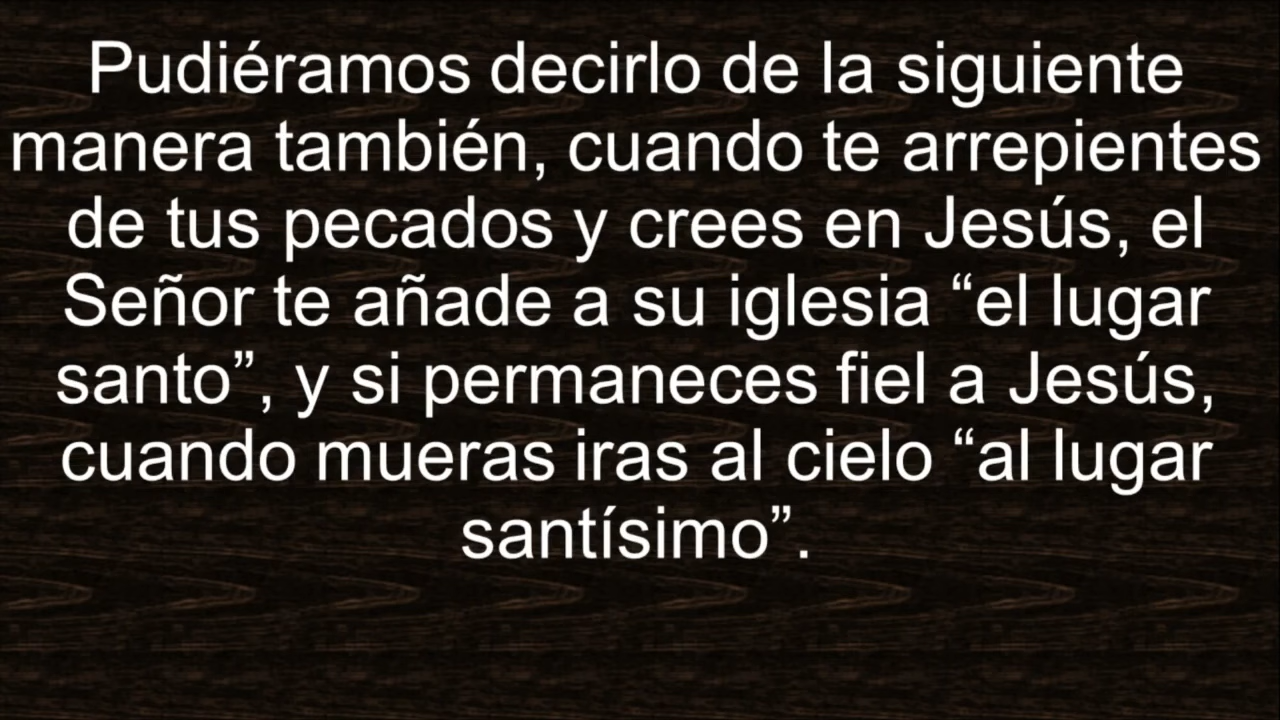 Pudiéramos decirlo de la siguiente
manera también, cuando te arrepientes
de tus pecados y crees en Jesús, el
Señor te añade a su iglesia “el lugar
santo”, y si permaneces fiel a Jesús,
cuando mueras iras al cielo “al lugar
santísimo”.